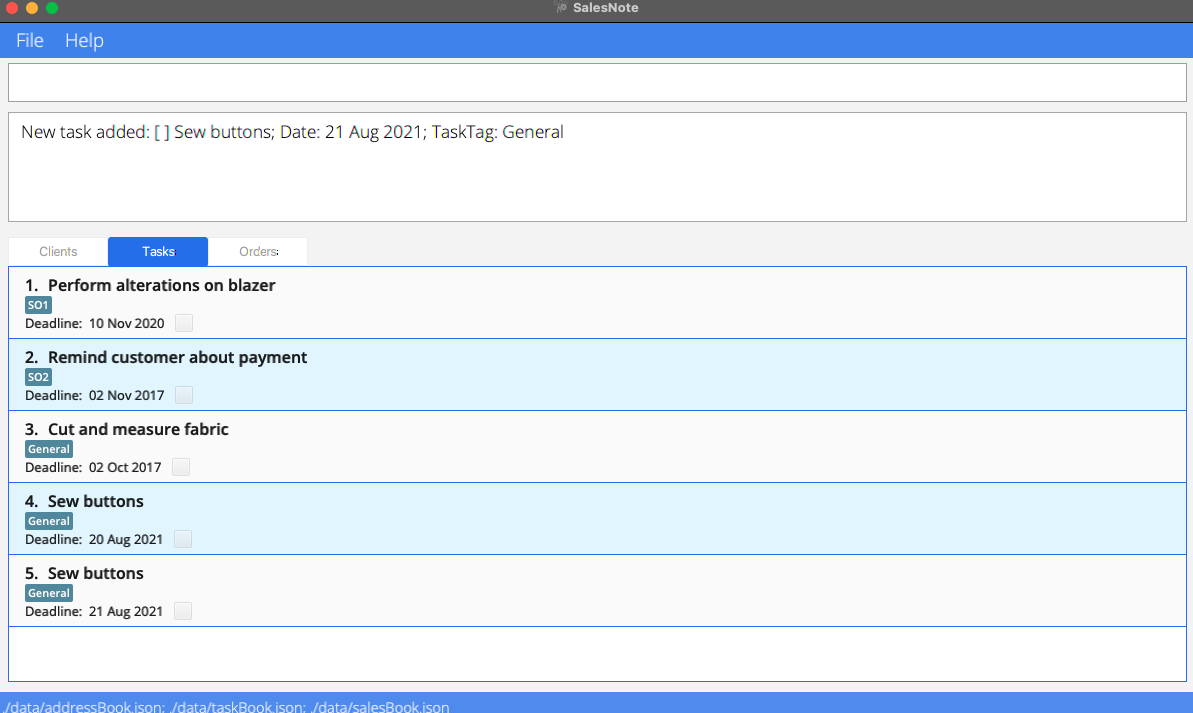 SalesNote
File Help
New task added: [ ] Sew buttons; Date: 21 Aug 2021; TaskTag: General
Clients Tasks Orders
1. Perform alterations on blazer
SO1
Deadline: 10 Nov 2020
2. Remind customer about payment
SO2
Deadline: 02 Nov 2017
3. Cut and measure fabric
General
Deadline: 02 Oct 2017
4. Sew buttons
General
Deadline: 20 Aug 2021
5. Sew buttons
General
Deadline: 21 Aug 2021
./data/addressBook.json; ./data/taskBook.json; ./data/salesBook.json